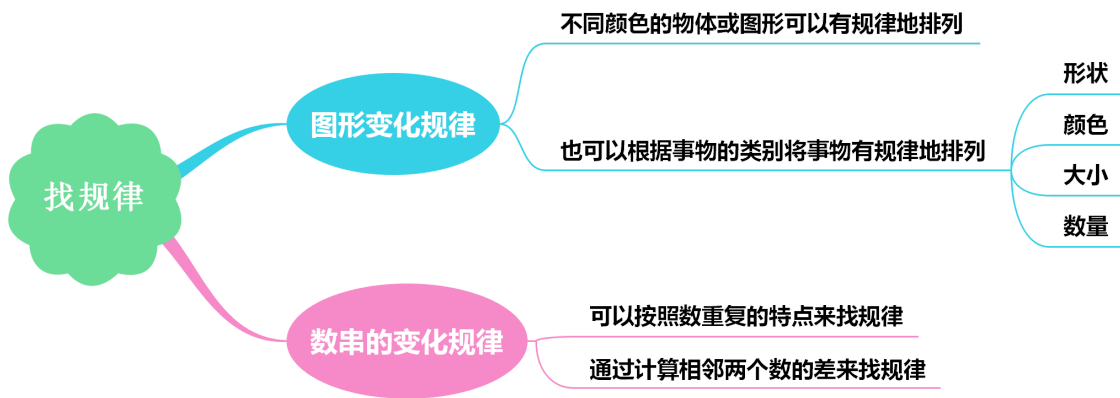 找规律
图形变化规律
不同颜色的物体或图形可以有规律地排列
也可以根据事物的类别将事物有规律地排列
形状
颜色
大小
数量
数串的变化规律
可以按照数重复的特点来找规律
通过计算相邻两个数的差来找规律